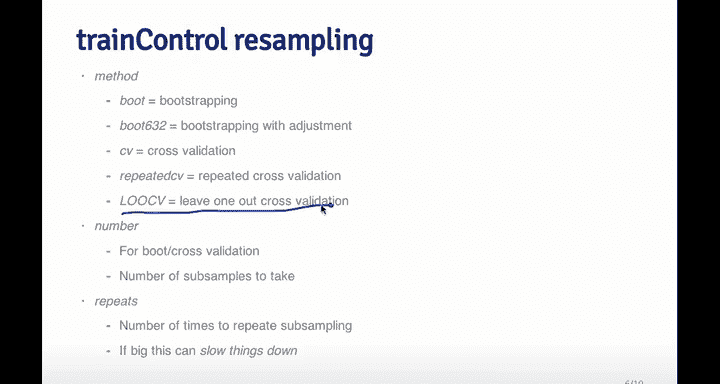 trainControl resampling
· method
- boot = bootstrapping
- boot632 = bootstrapping with adjustment
- cv = cross validation
- repeatedcv = repeated cross validation
- LOOCV = leave one out cross validation
· number
- For boot/cross validation
- Number of subsamples to take
· repeats
- Number of times to repeate subsampling
- If big this can slow things down